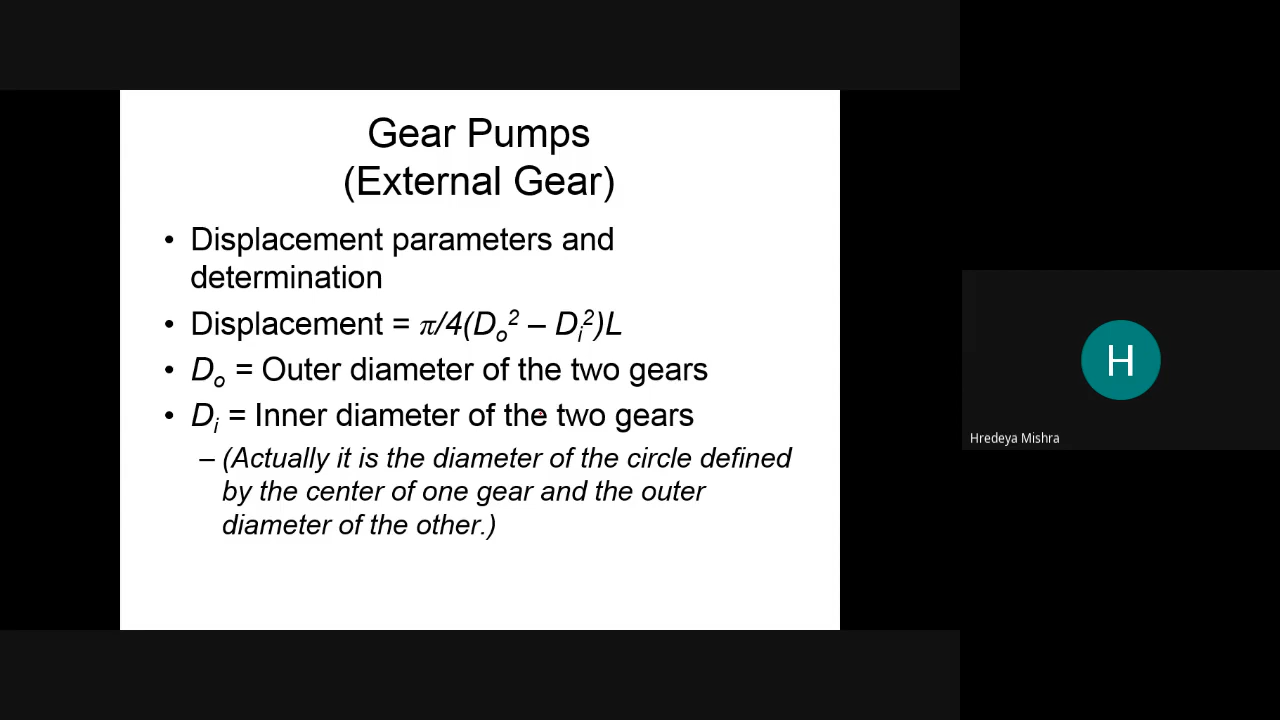 Gear Pumps
(External Gear)
• Displacement parameters and
determination
• Displacement = π/4(Dₒ² – Dᵢ²)L
• Dₒ = Outer diameter of the two gears
• Dᵢ = Inner diameter of the two gears
– (Actually it is the diameter of the circle defined
by the center of one gear and the outer
diameter of the other.)
H
Hredeya Mishra